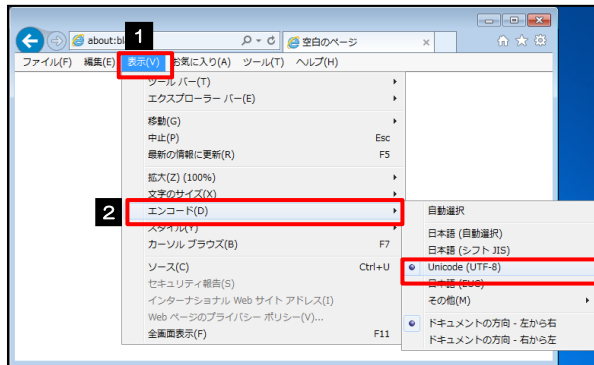 1
about:bl
空白のページ
ファイル(F) 編集(E) 表示(V) お気に入り(A) ツール(T) ヘルプ(H)
ツール バー(T)
エクスプローラー バー(E)
移動(G)
中止(P) Esc
最新の情報に更新(R) F5
拡大(Z) (100%)
文字のサイズ(X)
2
エンコード(D)
スタイル(Y)
カーソル ブラウズ(B) F7
ソース(C) Ctrl+U
セキュリティ報告(S)
インターナショナル Web サイト アドレス(I)
Web ページのプライバシー ポリシー(V)...
全画面表示(F) F11
自動選択
日本語 (自動選択)
日本語 (シフト JIS)
Unicode (UTF-8)
日本語 (EUC)
その他(M)
ドキュメントの方向 - 左から右
ドキュメントの方向 - 右から左